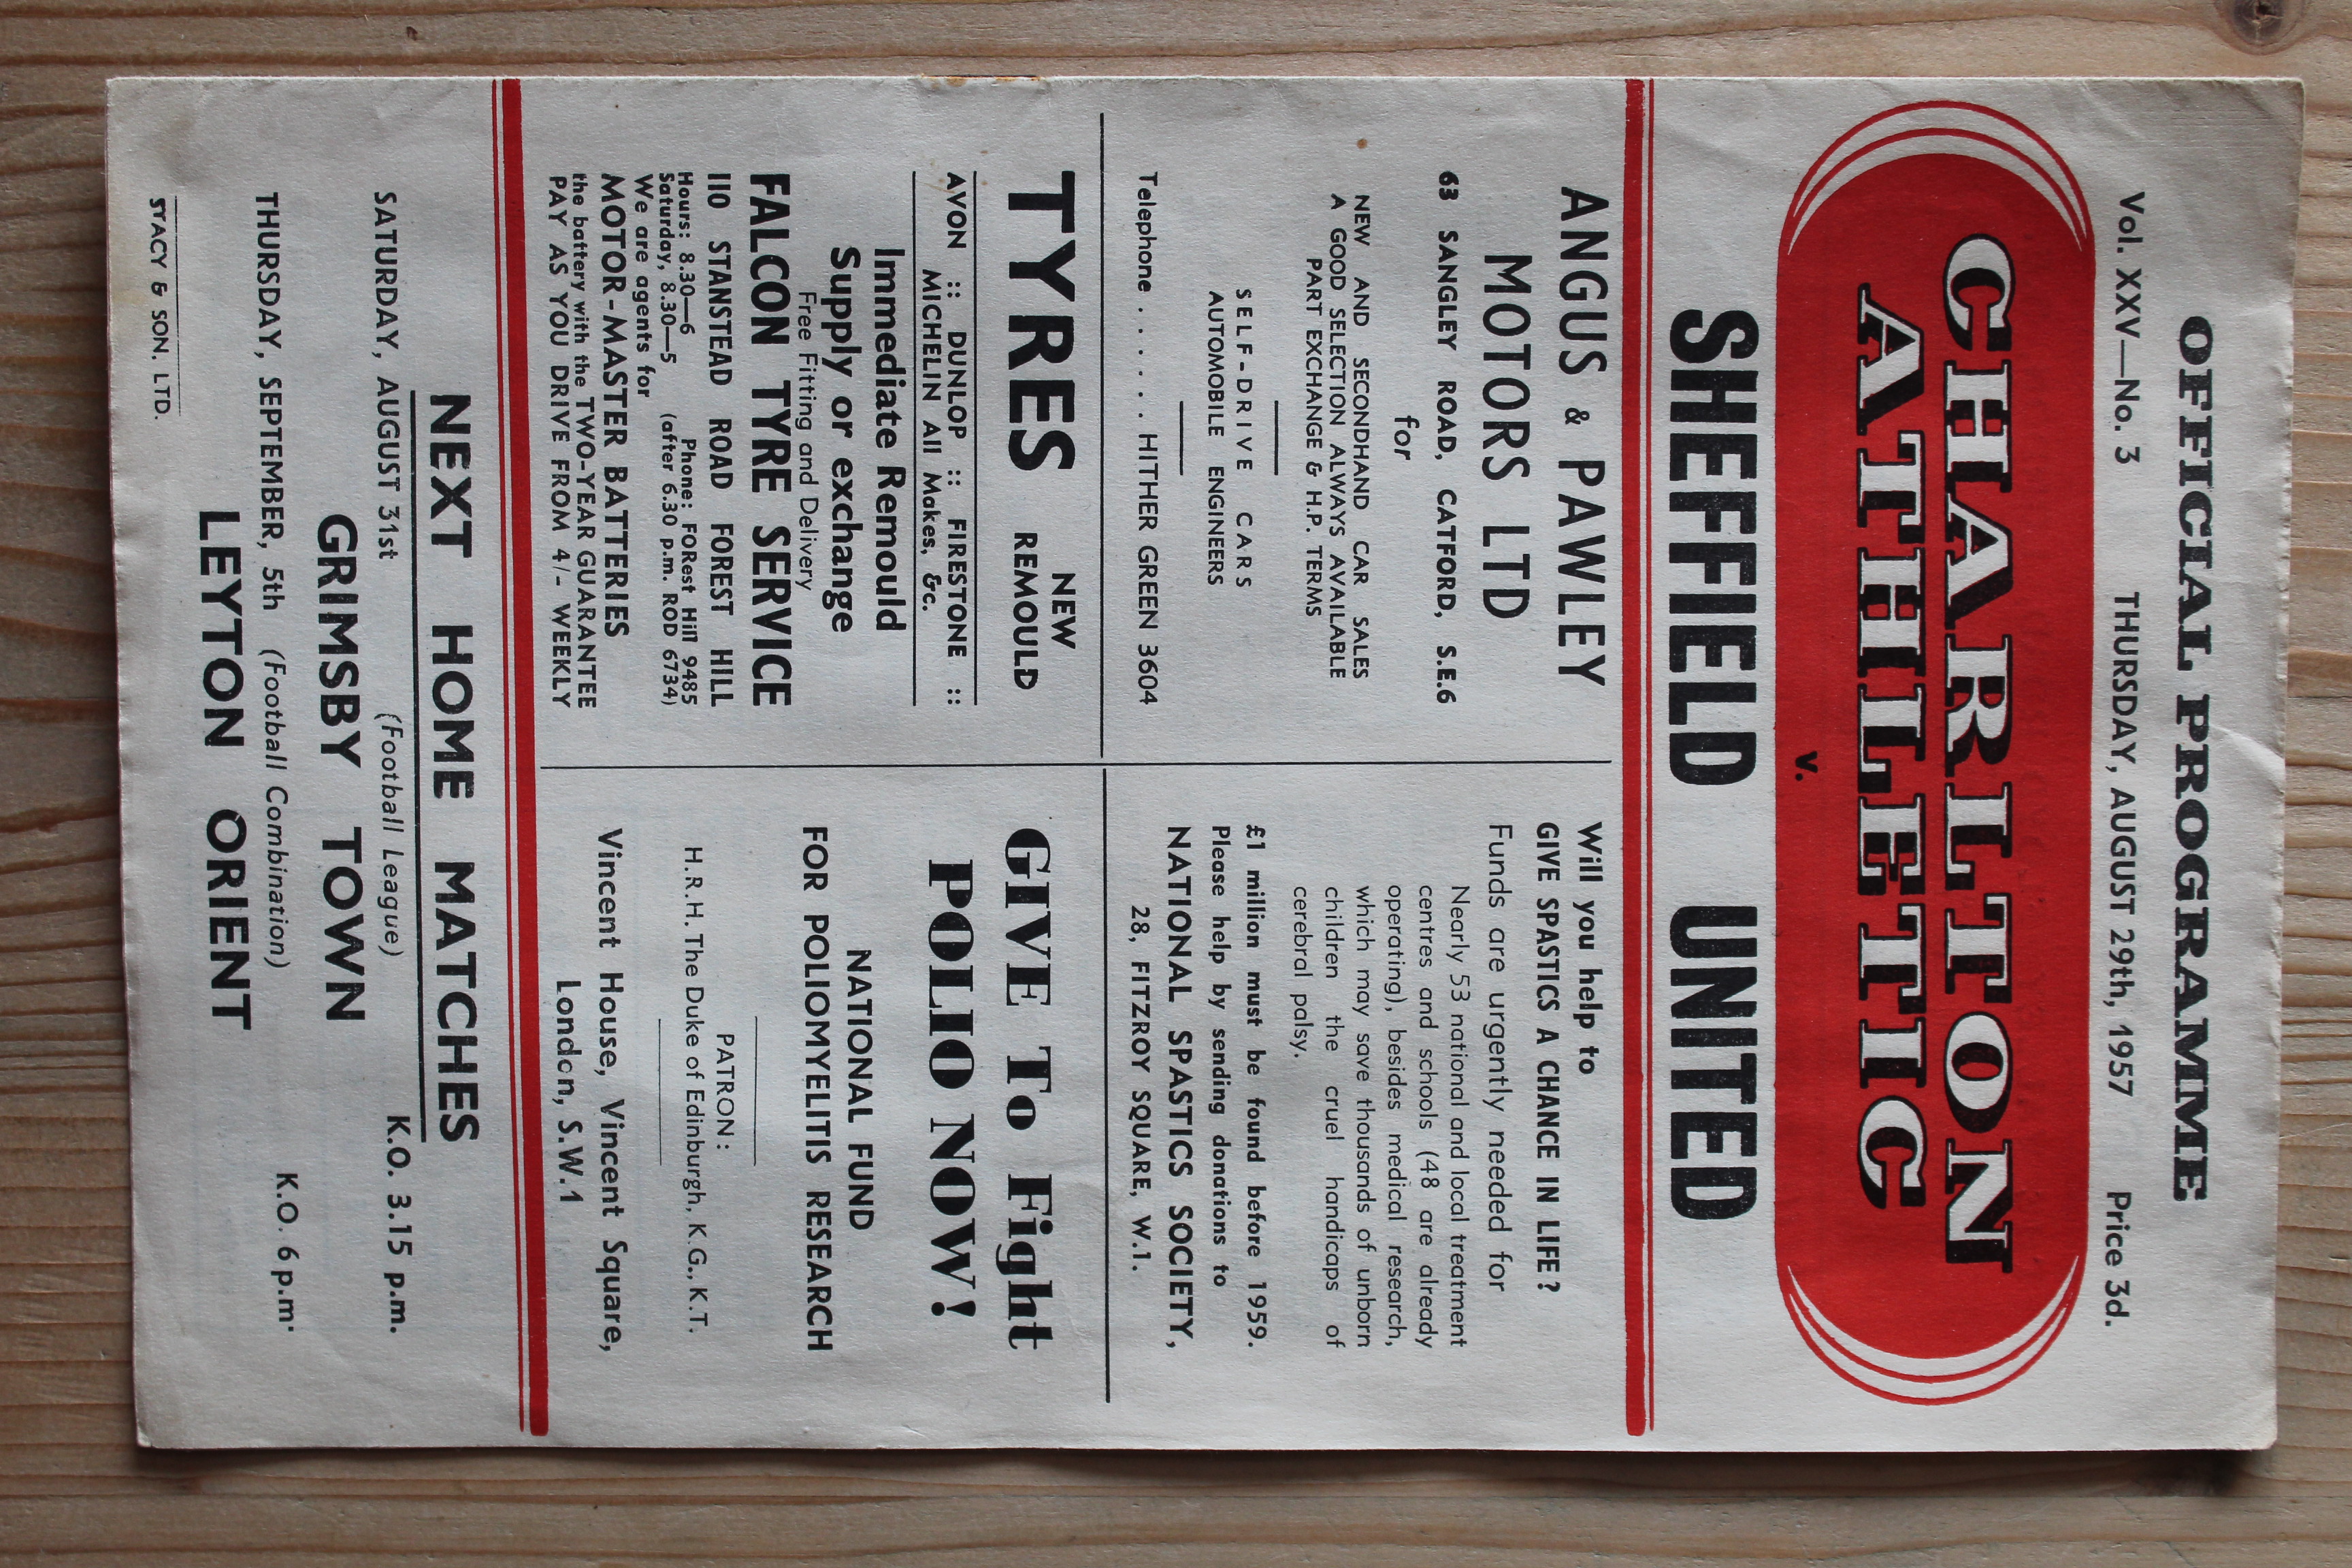 OFFICIAL PROGRAMME
Vol. XXV—No. 3 THURSDAY, AUGUST 29th, 1957 Price 3d.
CHARLTON
ATHLETIC
v.
SHEFFIELD UNITED
ANGUS & PAWLEY
MOTORS LTD
63 SANGLEY ROAD, CATFORD, S.E.6
for
NEW AND SECONDHAND CAR SALES
A GOOD SELECTION ALWAYS AVAILABLE
PART EXCHANGE & H.P. TERMS
SELF-DRIVE CARS
AUTOMOBILE ENGINEERS
Telephone . . . . . . HITHER GREEN 3604
Will you help to
GIVE SPASTICS A CHANCE IN LIFE?
Funds are urgently needed for
Nearly 53 national and local treatment
centres and schools (48 are already
operating), besides medical research,
which may save thousands of unborn
children the cruel handicaps of
cerebral palsy.
£1 million must be found before 1959.
Please help by sending donations to
NATIONAL SPASTICS SOCIETY,
28, FITZROY SQUARE, W.1.
TYRES NEW
REMOULD
AVON :: DUNLOP :: FIRESTONE ::
MICHELIN All Makes, &c.
Immediate Remould
Supply or exchange
Free Fitting and Delivery
FALCON TYRE SERVICE
110 STANSTEAD ROAD FOREST HILL
Hours: 8.30—6 Phone: FORest Hill 9485
Saturday, 8.30—5 (after 6.30 p.m. ROD 6734)
We are agents for
MOTOR-MASTER BATTERIES
the battery with the TWO-YEAR GUARANTEE
PAY AS YOU DRIVE FROM 4/- WEEKLY
GIVE To Fight
POLIO NOW!
NATIONAL FUND
FOR POLIOMYELITIS RESEARCH
PATRON:
H.R.H. The Duke of Edinburgh, K.G., K.T.
Vincent House, Vincent Square,
London, S.W.1
NEXT HOME MATCHES
SATURDAY, AUGUST 31st (Football League) K.O. 3.15 p.m.
GRIMSBY TOWN
THURSDAY, SEPTEMBER, 5th (Football Combination) K.O. 6 p.m.
LEYTON ORIENT
STACY & SON, LTD.